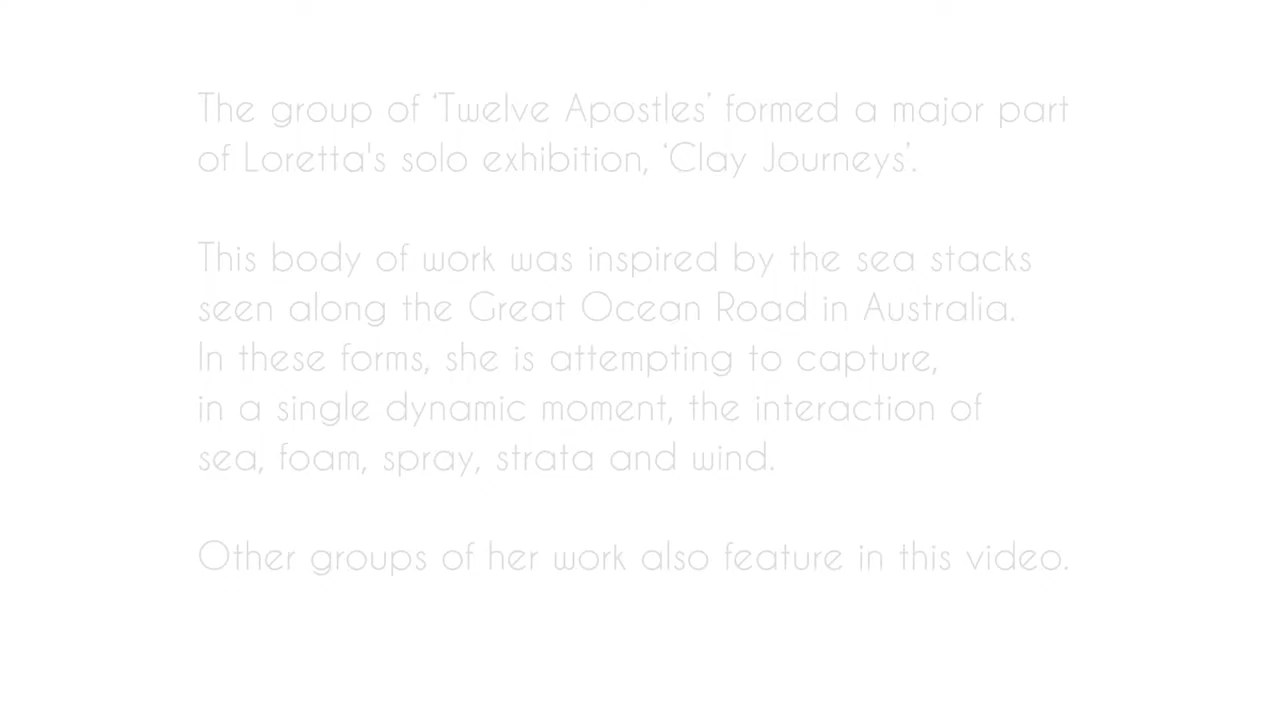 The group of ‘Twelve Apostles’ formed a major part
of Loretta's solo exhibition, ‘Clay Journeys’.
This body of work was inspired by the sea stacks
seen along the Great Ocean Road in Australia.
In these forms, she is attempting to capture,
in a single dynamic moment, the interaction of
sea, foam, spray, strata and wind.
Other groups of her work also feature in this video.